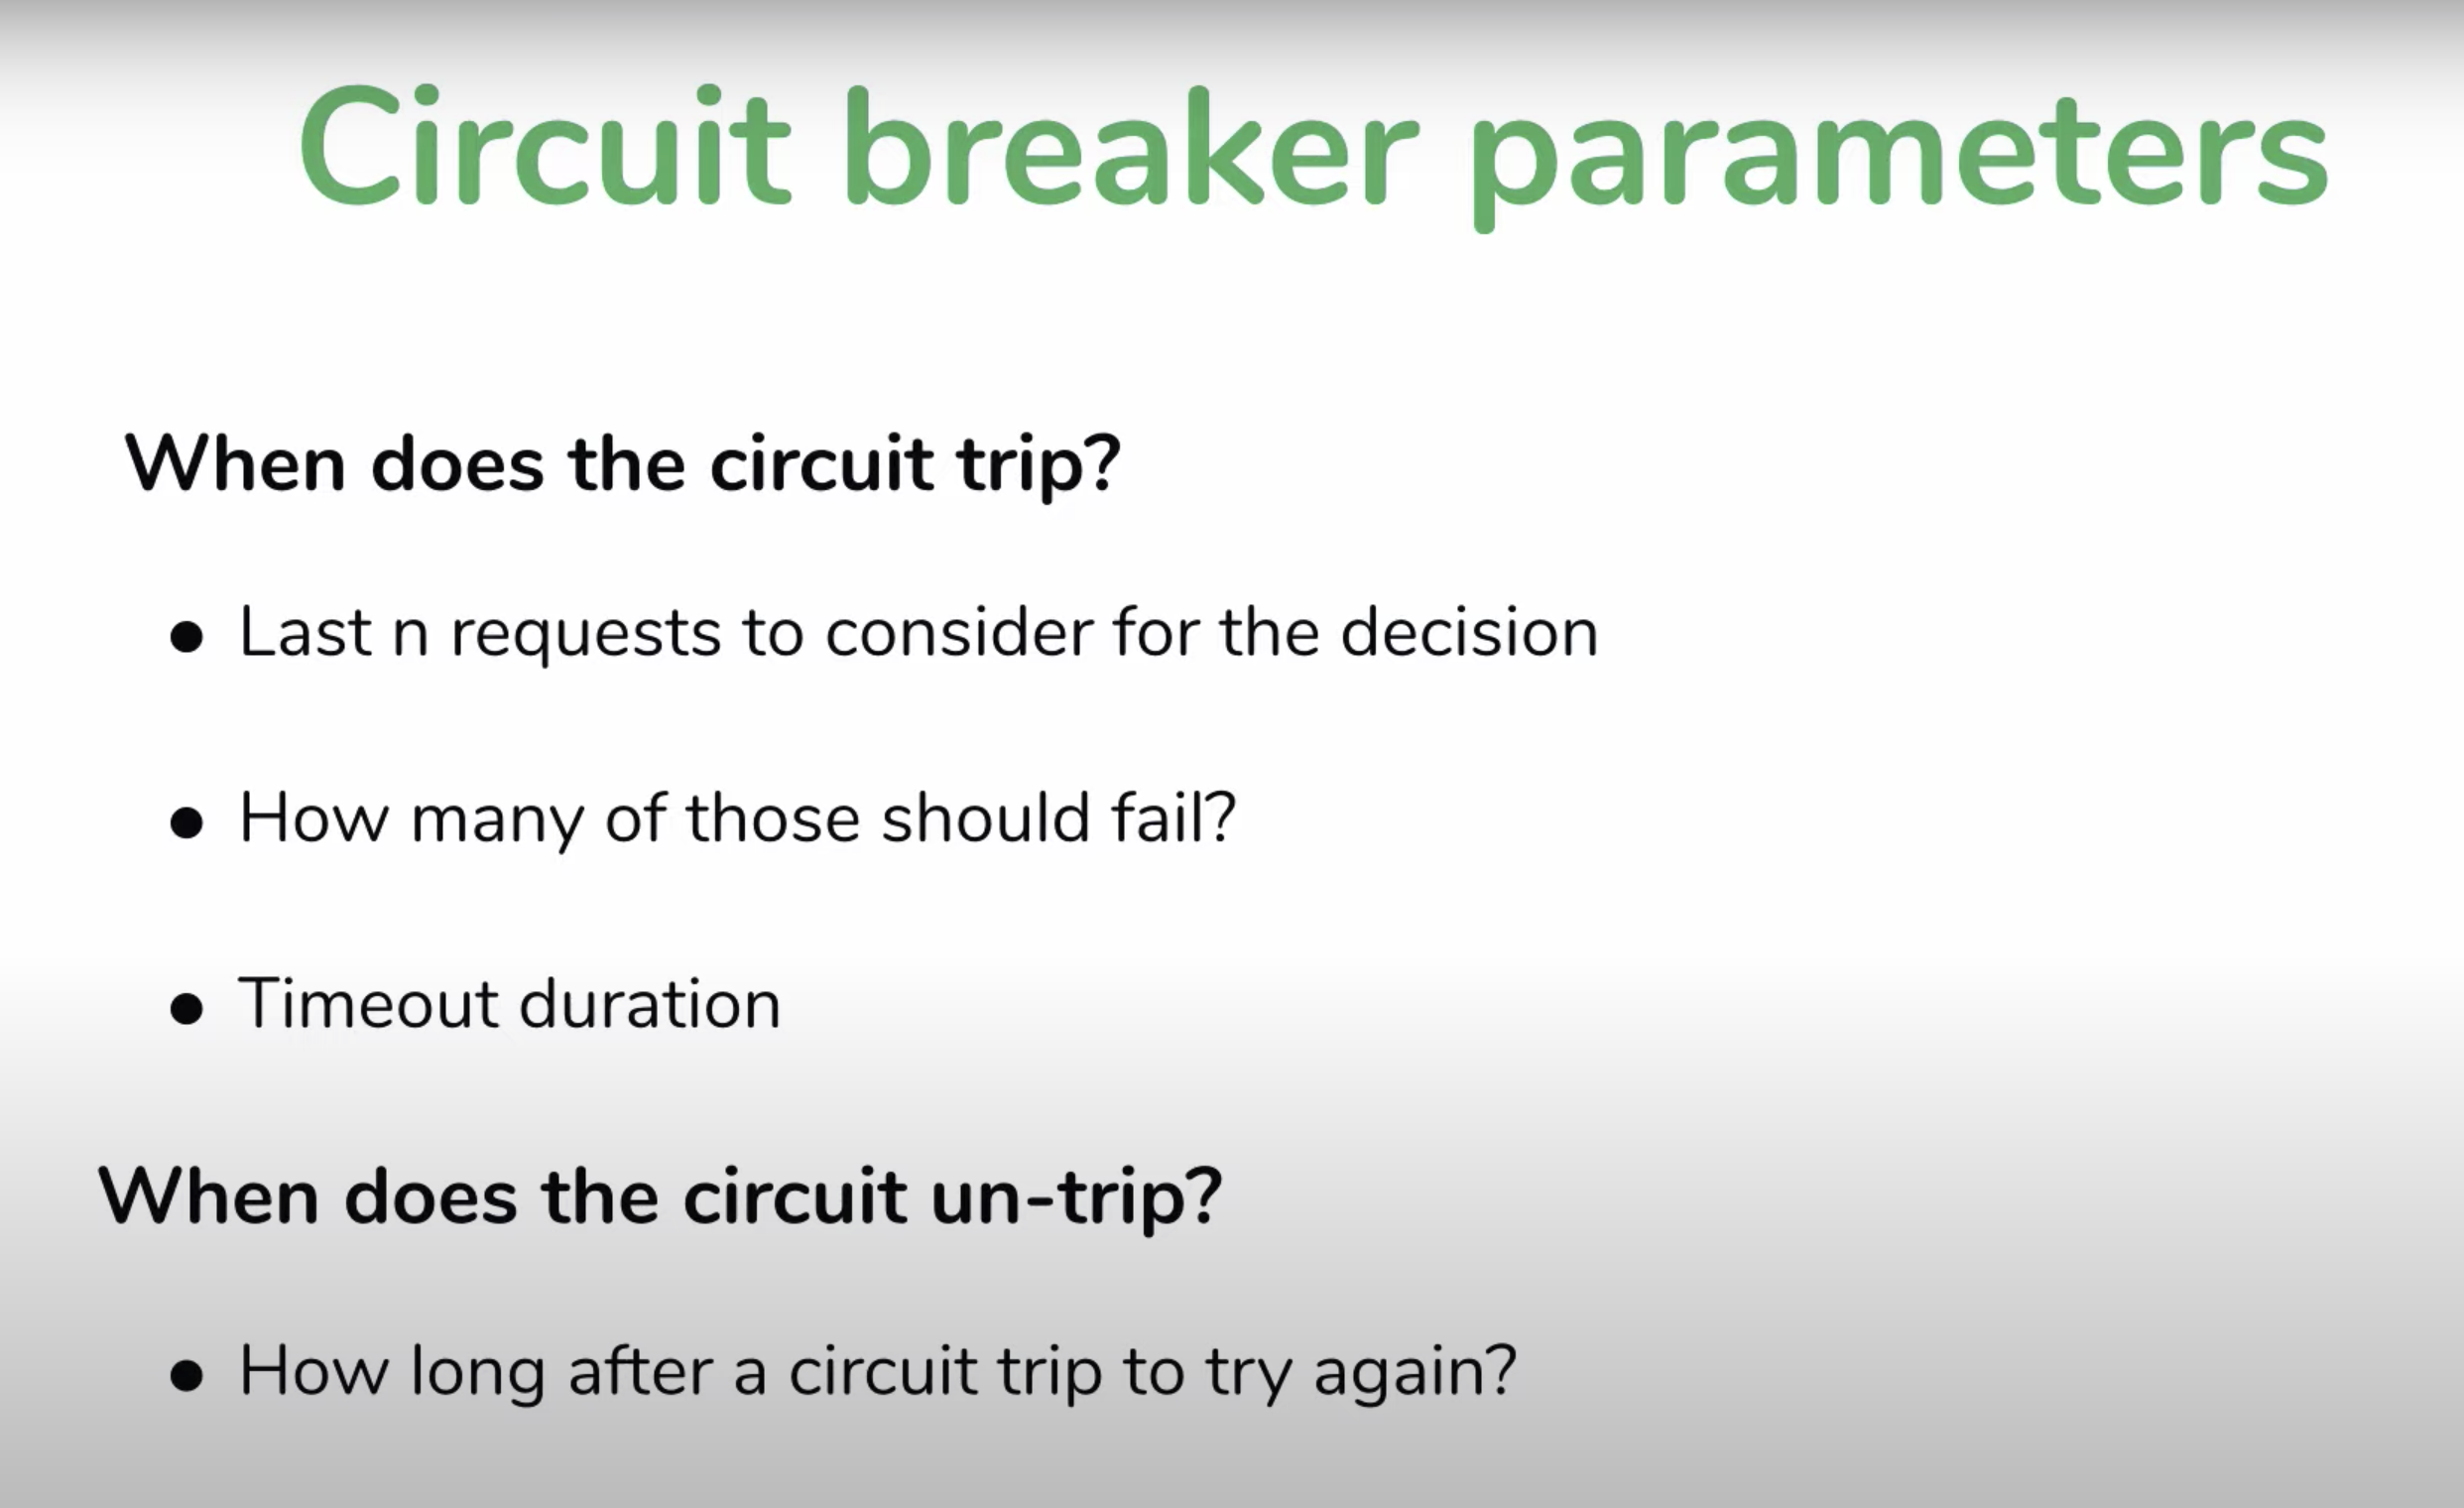 Circuit breaker parameters
When does the circuit trip?
● Last n requests to consider for the decision
● How many of those should fail?
● Timeout duration
When does the circuit un-trip?
● How long after a circuit trip to try again?